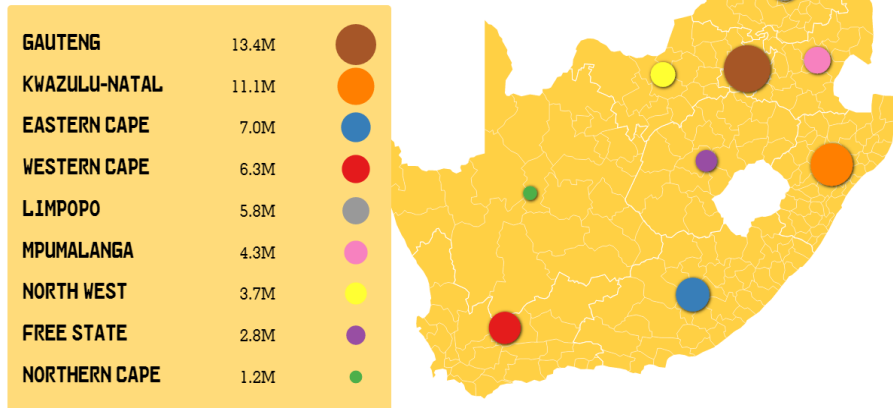 GAUTENG 13.4M
KWAZULU-NATAL 11.1M
EASTERN CAPE 7.0M
WESTERN CAPE 6.3M
LIMPOPO 5.8M
MPUMALANGA 4.3M
NORTH WEST 3.7M
FREE STATE 2.8M
NORTHERN CAPE 1.2M